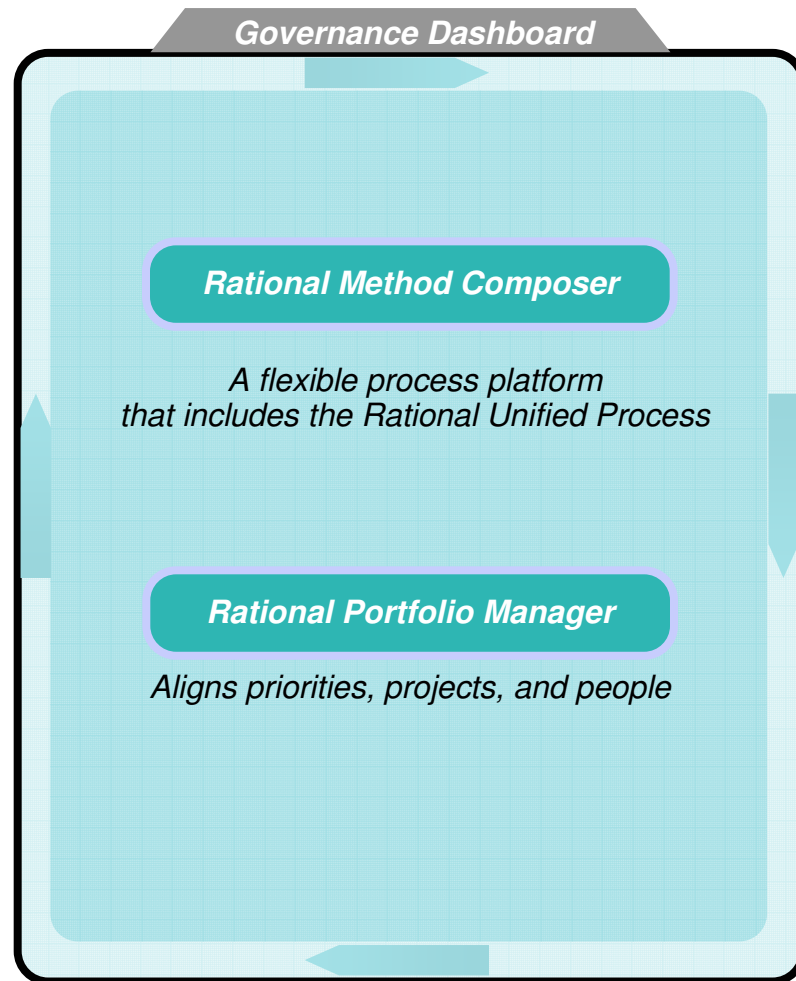 Governance Dashboard
Rational Method Composer
A flexible process platform
that includes the Rational Unified Process
Rational Portfolio Manager
Aligns priorities, projects, and people